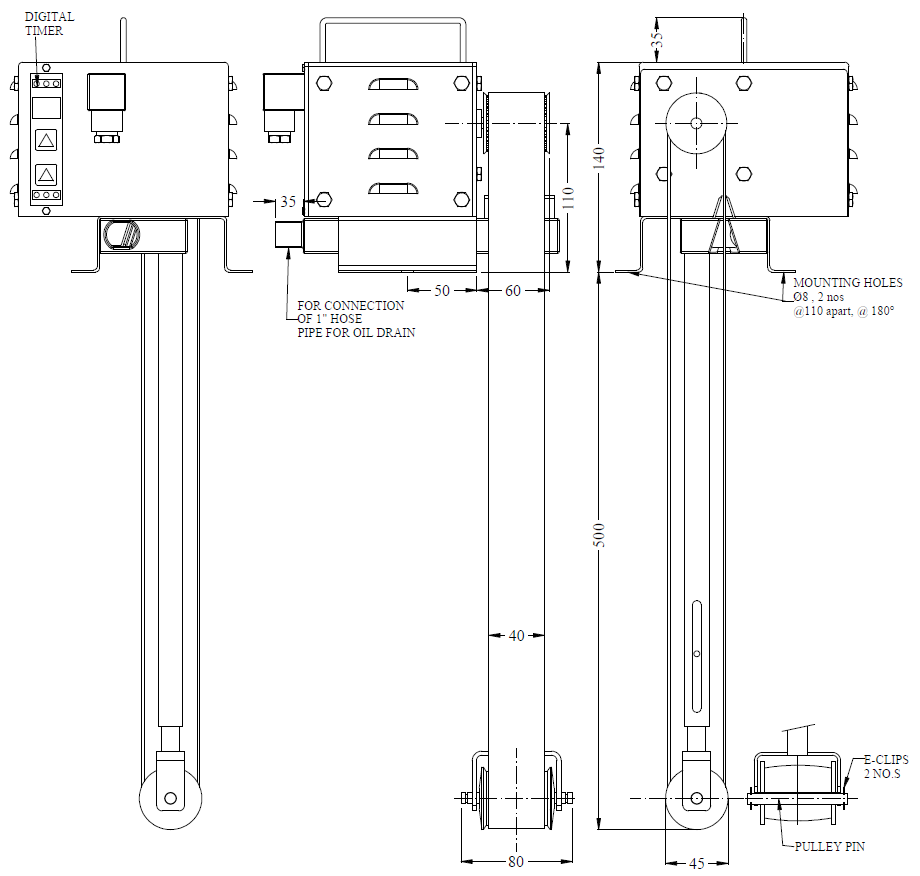 DIGITAL
TIMER
35
140
110
35
50
60
MOUNTING HOLES
Ø8 , 2 nos
@110 apart, @ 180°
FOR CONNECTION
OF 1" HOSE
PIPE FOR OIL DRAIN
500
40
E-CLIPS
2 NO.S
PULLEY PIN
80
45